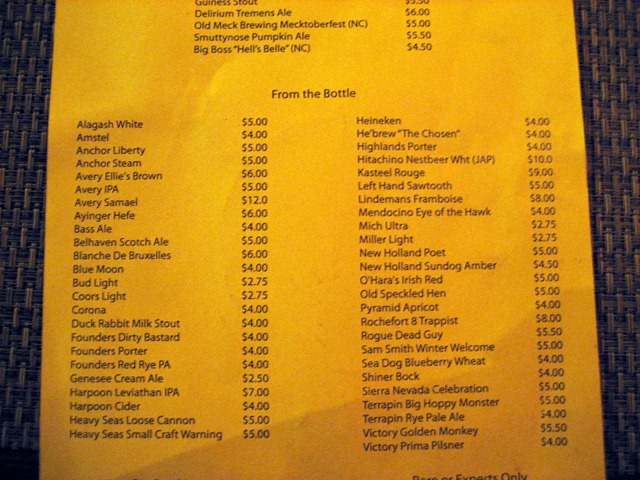 Guiness Stout $5.50
Delirium Tremens Ale $6.00
Old Meck Brewing Mecktoberfest (NC) $5.00
Smuttynose Pumpkin Ale $5.50
Big Boss "Hell's Belle" (NC) $4.50
From the Bottle
Alagash White $5.00
Amstel $4.00
Anchor Liberty $5.00
Anchor Steam $5.00
Avery Ellie's Brown $6.00
Avery IPA $5.00
Avery Samael $12.0
Ayinger Hefe $6.00
Bass Ale $4.00
Belhaven Scotch Ale $5.00
Blanche De Bruxelles $6.00
Blue Moon $4.00
Bud Light $2.75
Coors Light $2.75
Corona $4.00
Duck Rabbit Milk Stout $4.00
Founders Dirty Bastard $4.00
Founders Porter $4.00
Founders Red Rye PA $4.00
Genesee Cream Ale $2.50
Harpoon Leviathan IPA $7.00
Harpoon Cider $4.00
Heavy Seas Loose Cannon $5.00
Heavy Seas Small Craft Warning $5.00
Heineken $4.00
He'brew "The Chosen" $4.00
Highlands Porter $4.00
Hitachino Nestbeer Wht (JAP) $10.0
Kasteel Rouge $9.00
Left Hand Sawtooth $5.00
Lindemans Framboise $8.00
Mendocino Eye of the Hawk $4.00
Mich Ultra $2.75
Miller Light $2.75
New Holland Poet $5.00
New Holland Sundog Amber $4.50
O'Hara's Irish Red $5.00
Old Speckled Hen $5.00
Pyramid Apricot $4.00
Rochefort 8 Trappist $8.00
Rogue Dead Guy $5.50
Sam Smith Winter Welcome $5.00
Sea Dog Blueberry Wheat $4.00
Shiner Bock $4.00
Sierra Nevada Celebration $5.00
Terrapin Big Hoppy Monster $5.00
Terrapin Rye Pale Ale $4.00
Victory Golden Monkey $5.50
Victory Prima Pilsner $4.00
Rare or Experts Only